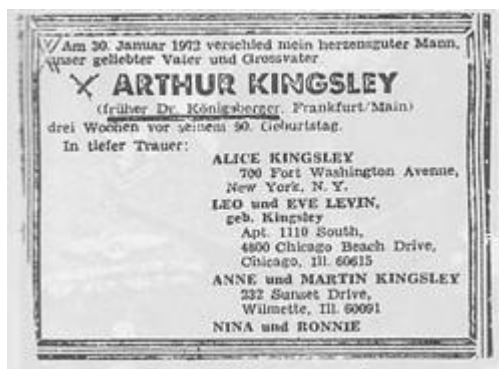 Am 30. Januar 1972 verschied mein herzensguter Mann,
unser geliebter Vater und Grossvater
ARTHUR KINGSLEY
(früher Dr. Königsberger, Frankfurt/Main)
drei Wochen vor seinem 90. Geburtstag.
In tiefer Trauer:
ALICE KINGSLEY
700 Fort Washington Avenue,
New York, N. Y.
LEO und EVE LEVIN,
geb. Kingsley
Apt. 1110 South,
4800 Chicago Beach Drive,
Chicago, Ill. 60615
ANNE und MARTIN KINGSLEY
232 Sunset Drive,
Wilmette, Ill. 60091
NINA und RONNIE